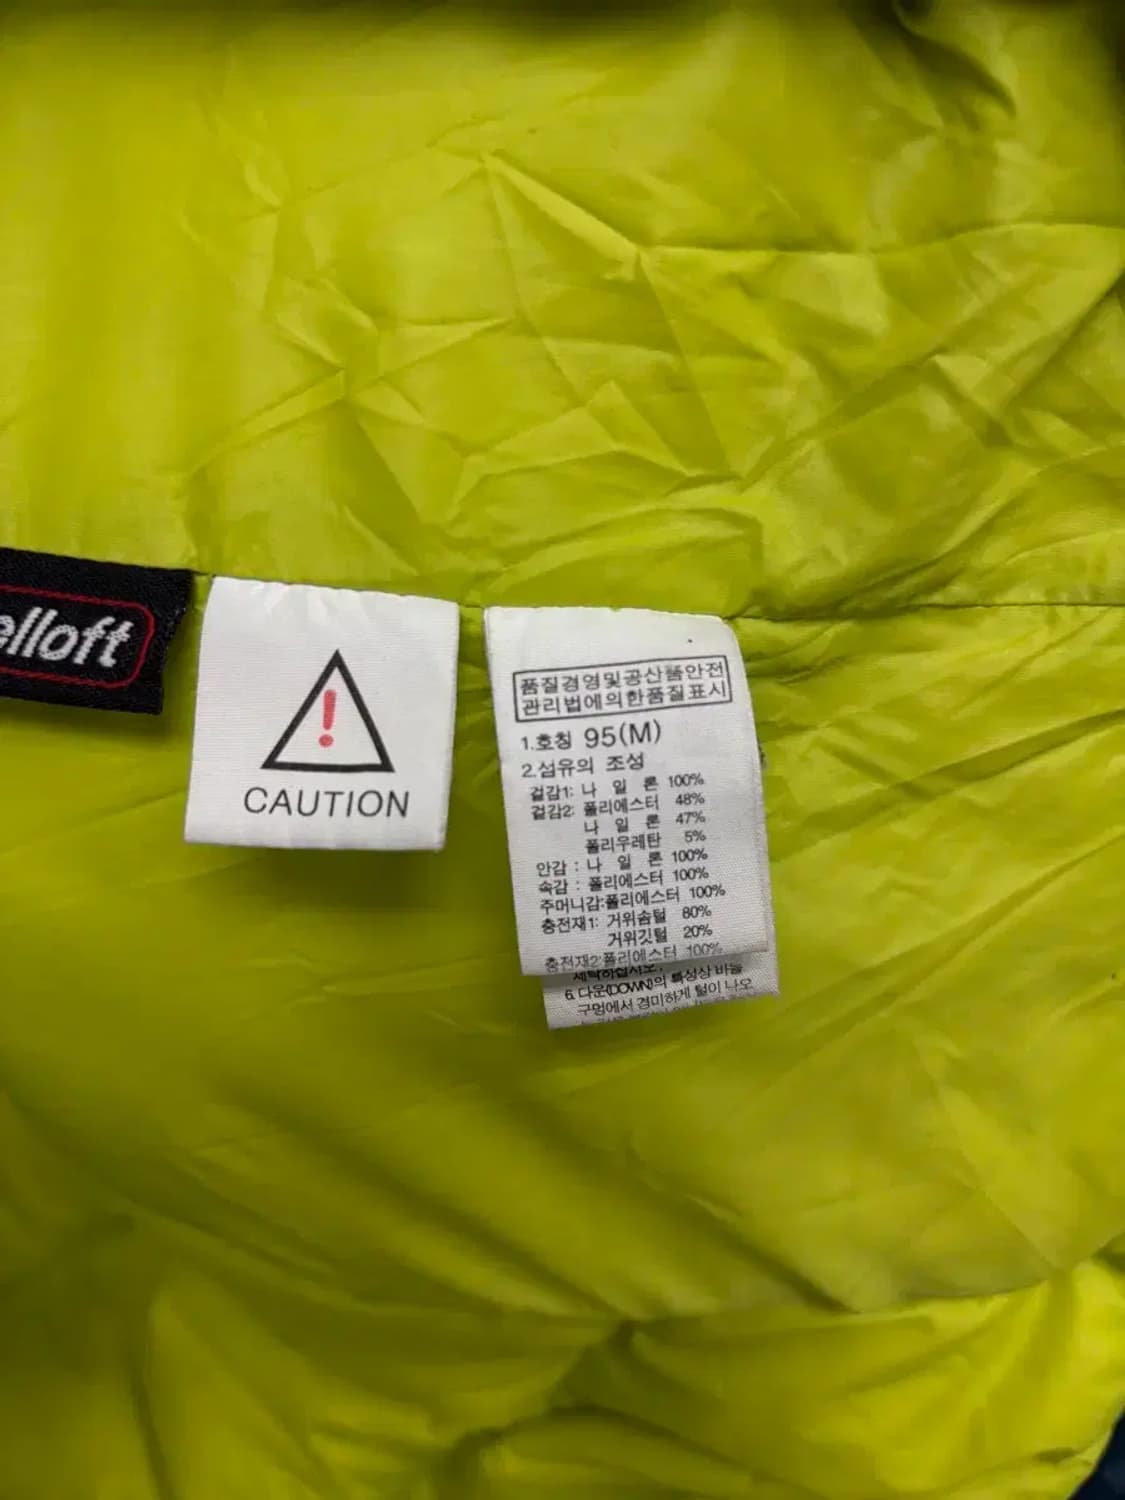 elloft
CAUTION
품질경영및공산품안전
관리법에의한품질표시
1.호칭 95(M)
2.섬유의 조성
겉감1: 나 일 론 100%
겉감2: 폴리에스터 48%
나 일 론 47%
폴리우레탄 5%
안감 : 나 일 론 100%
속감 : 폴리에스터 100%
주머니감:폴리에스터 100%
충전재1: 거위솜털 80%
거위깃털 20%
충전재2:폴리에스터 100%
세탁하십시오.
6. 다운(DOWN)의 특성상 바늘
구멍에서 경미하게 털이 나오